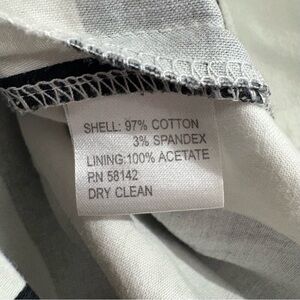 SHELL: 97% COTTON
3% SPANDEX
LINING:100% ACETATE
RN 58142
DRY CLEAN